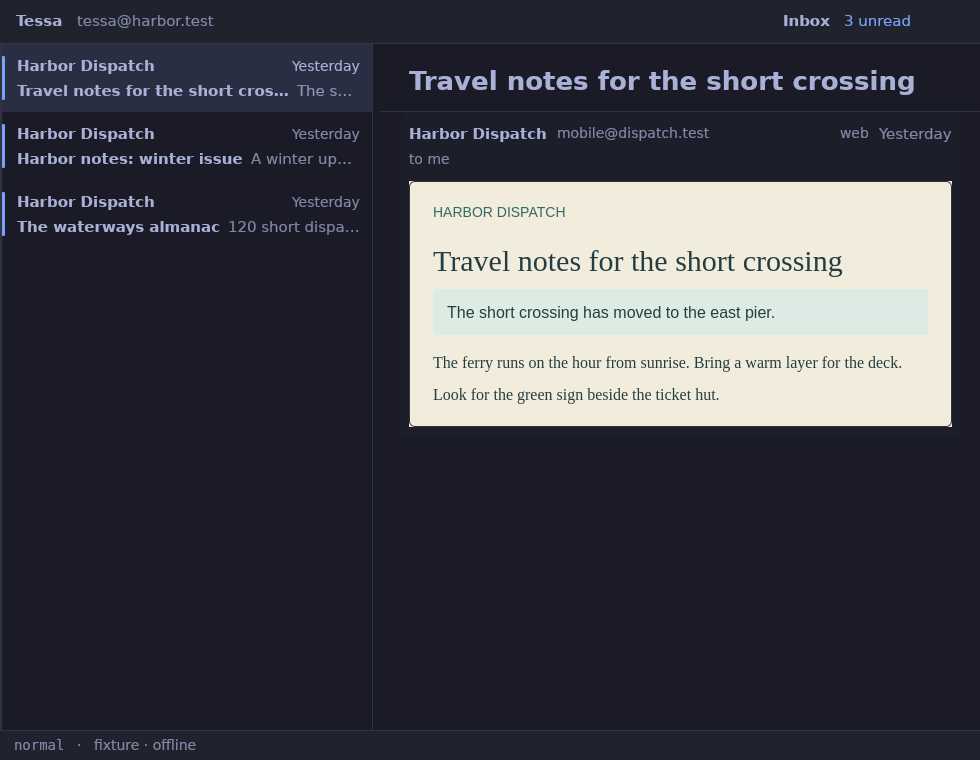 Tessa tessa@harbor.test Inbox 3 unread
Harbor Dispatch Yesterday
Travel notes for the short cros… The s…
Harbor Dispatch Yesterday
Harbor notes: winter issue A winter up…
Harbor Dispatch Yesterday
The waterways almanac 120 short dispa…
Travel notes for the short crossing
Harbor Dispatch mobile@dispatch.test web Yesterday
to me
HARBOR DISPATCH
Travel notes for the short crossing
The short crossing has moved to the east pier.
The ferry runs on the hour from sunrise. Bring a warm layer for the deck.
Look for the green sign beside the ticket hut.
normal · fixture · offline